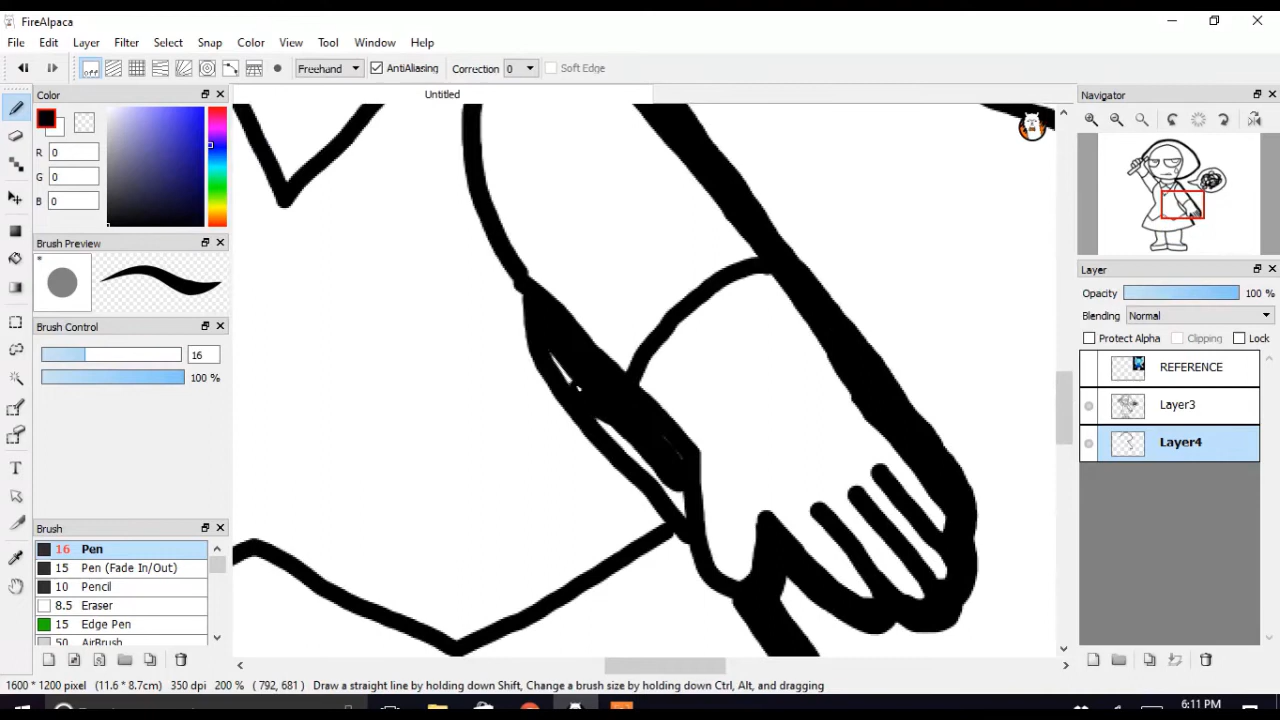 FireAlpaca
File Edit Layer Filter Select Snap Color View Tool Window Help
off Freehand AntiAliasing Correction 0 Soft Edge
Color
Untitled
Navigator
R 0
G 0
B 0
Brush Preview
*
Layer
Opacity 100 %
Blending Normal
Brush Control
Protect Alpha Clipping Lock
16
100 %
REFERENCE
Layer3
Layer4
T
Brush
16 Pen
15 Pen (Fade In/Out)
10 Pencil
8.5 Eraser
15 Edge Pen
50 AirBrush
1600 * 1200 pixel (11.6 * 8.7cm) 350 dpi 200 % ( 792, 681 ) Draw a straight line by holding down Shift, Change a brush size by holding down Ctrl, Alt, and dragging
6:11 PM